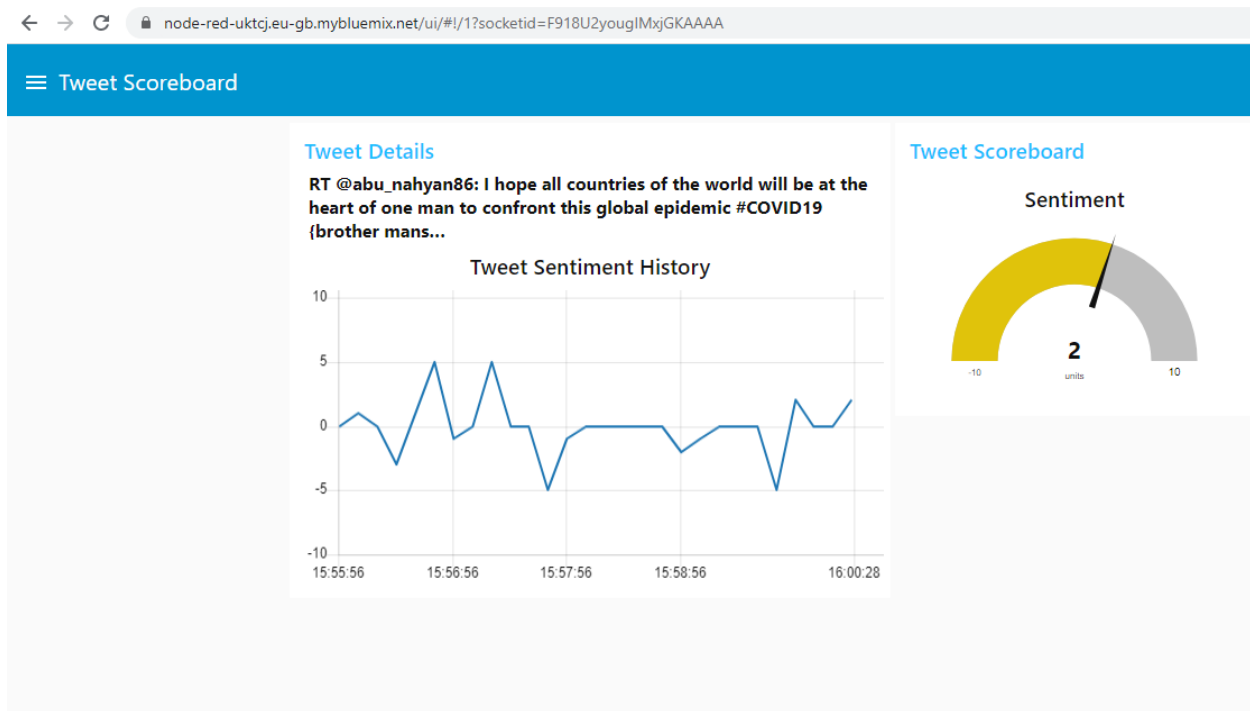 node-red-uktcj.eu-gb.mybluemix.net/ui/#!/1?socketid=F918U2yougIMxjGKAAAA
Tweet Scoreboard
Tweet Details
RT @abu_nahyan86: I hope all countries of the world will be at the
heart of one man to confront this global epidemic #COVID19
{brother mans...
Tweet Sentiment History
10
5
0
-5
-10
15:55:56 15:56:56 15:57:56 15:58:56 16:00:28
Tweet Scoreboard
Sentiment
2
-10 units 10